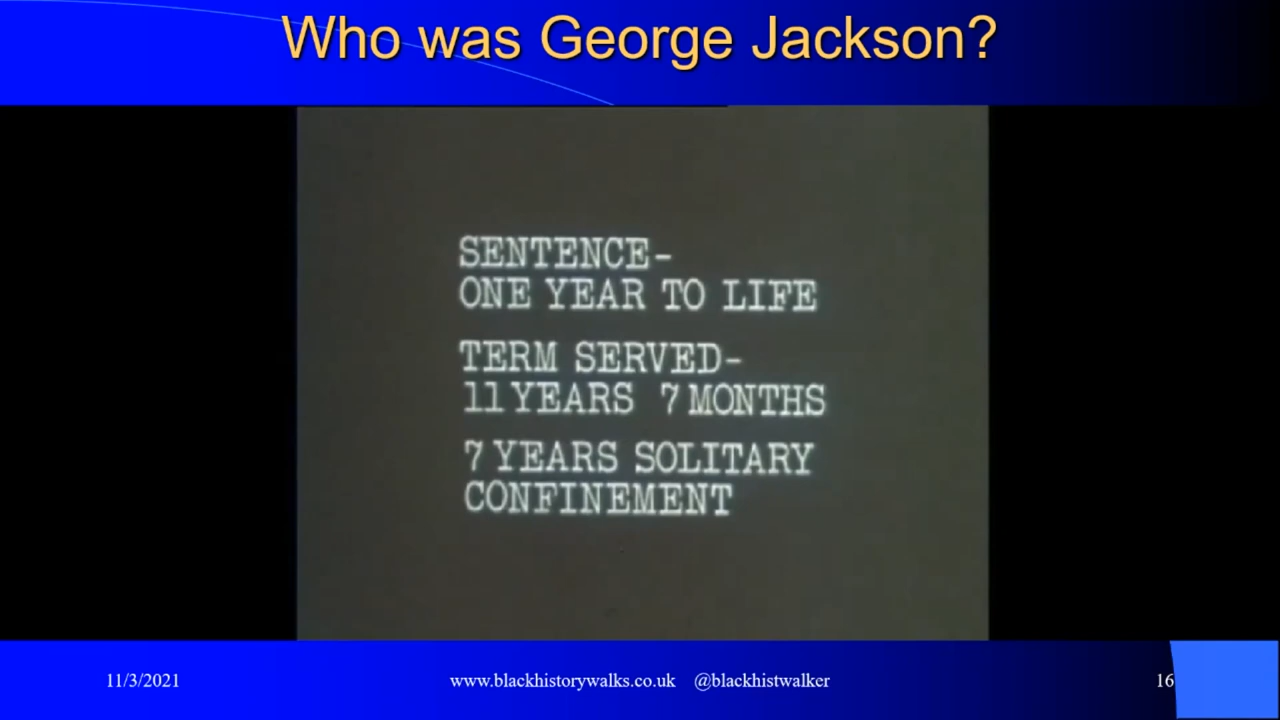 Who was George Jackson?
SENTENCE-
ONE YEAR TO LIFE
TERM SERVED-
11 YEARS 7 MONTHS
7 YEARS SOLITARY
CONFINEMENT
11/3/2021 www.blackhistorywalks.co.uk @blackhistwalker 16